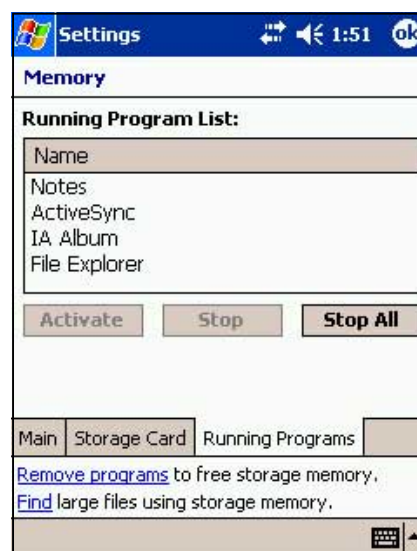 Settings 1:51 ok
Memory
Running Program List:
Name
Notes
ActiveSync
IA Album
File Explorer
Activate Stop Stop All
Main Storage Card Running Programs
Remove programs to free storage memory.
Find large files using storage memory.